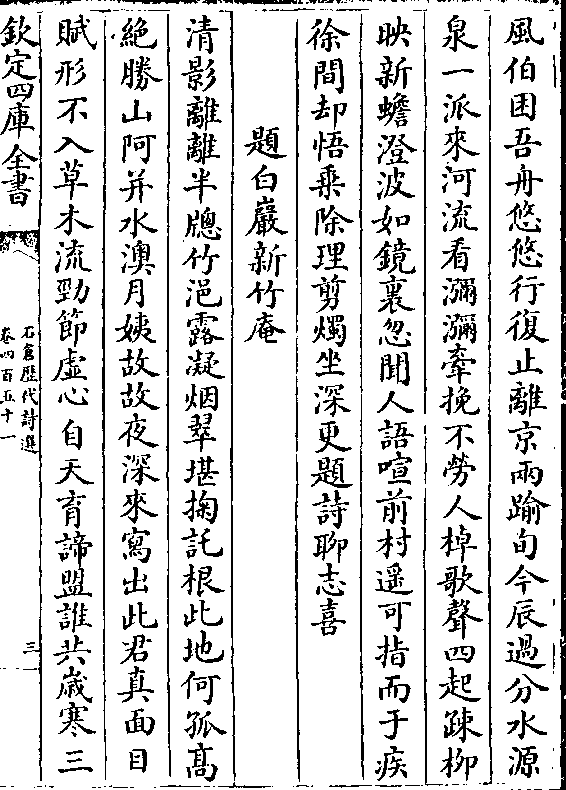 風伯困吾舟悠悠行復止離京兩踰旬今辰過分水源
泉一派來河流看瀰瀰牽挽不勞人棹歌聲四起疎栁
映新蟾澄波如鏡裏忽聞人語喧前村遥可指而于疾
徐間却悟乗除理剪燭坐深更題詩聊志喜
題白巖新竹庵
清影離離半牕竹浥露凝烟翠堪掬託根此地何孤髙
絶勝山阿并水澳月姨故故夜深來寫出此君真面目
賦形不入草木流勁節虚心自天育諦盟誰共歳寒三
欽定四庫全書
石倉歴代詩選
卷四百五十一
三